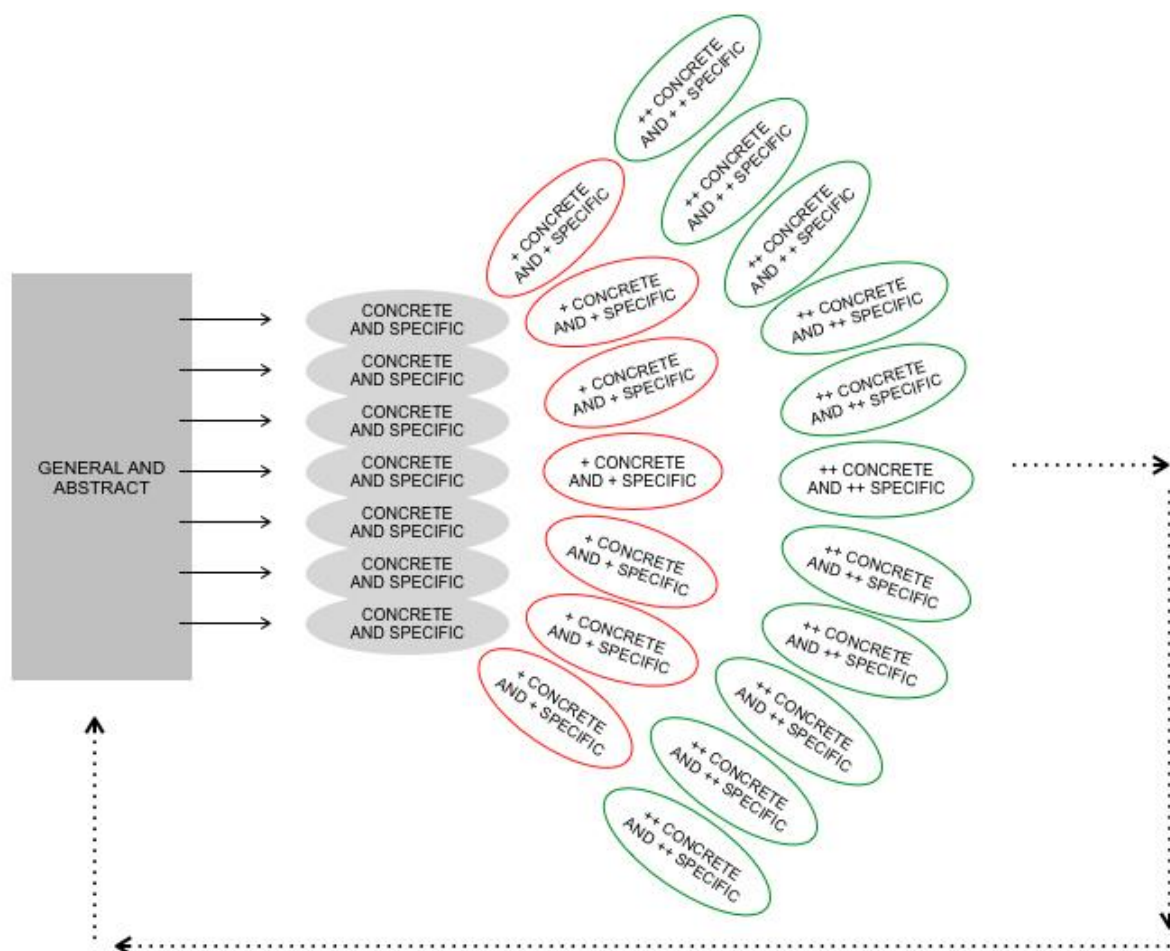 GENERAL AND
ABSTRACT
CONCRETE
AND SPECIFIC
CONCRETE
AND SPECIFIC
CONCRETE
AND SPECIFIC
CONCRETE
AND SPECIFIC
CONCRETE
AND SPECIFIC
CONCRETE
AND SPECIFIC
CONCRETE
AND SPECIFIC
+ CONCRETE
AND + SPECIFIC
+ CONCRETE
AND + SPECIFIC
+ CONCRETE
AND + SPECIFIC
+ CONCRETE
AND + SPECIFIC
+ CONCRETE
AND + SPECIFIC
+ CONCRETE
AND + SPECIFIC
+ CONCRETE
AND + SPECIFIC
++ CONCRETE
AND + + SPECIFIC
++ CONCRETE
AND + + SPECIFIC
++ CONCRETE
AND + + SPECIFIC
++ CONCRETE
AND ++ SPECIFIC
++ CONCRETE
AND ++ SPECIFIC
++ CONCRETE
AND ++ SPECIFIC
++ CONCRETE
AND ++ SPECIFIC
++ CONCRETE
AND ++ SPECIFIC
++ CONCRETE
AND ++ SPECIFIC
++ CONCRETE
AND ++ SPECIFIC
++ CONCRETE
AND ++ SPECIFIC